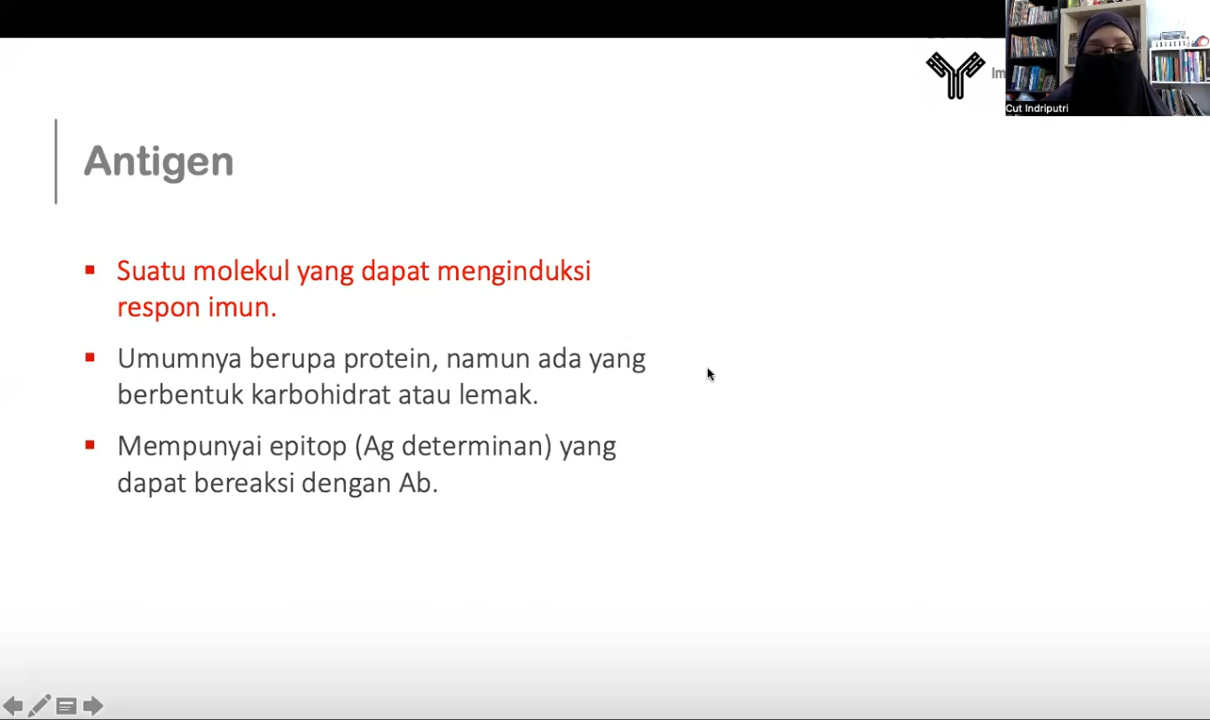 Cut Indriputri
Antigen
Suatu molekul yang dapat menginduksi
respon imun.
Umumnya berupa protein, namun ada yang
berbentuk karbohidrat atau lemak.
Mempunyai epitop (Ag determinan) yang
dapat bereaksi dengan Ab.